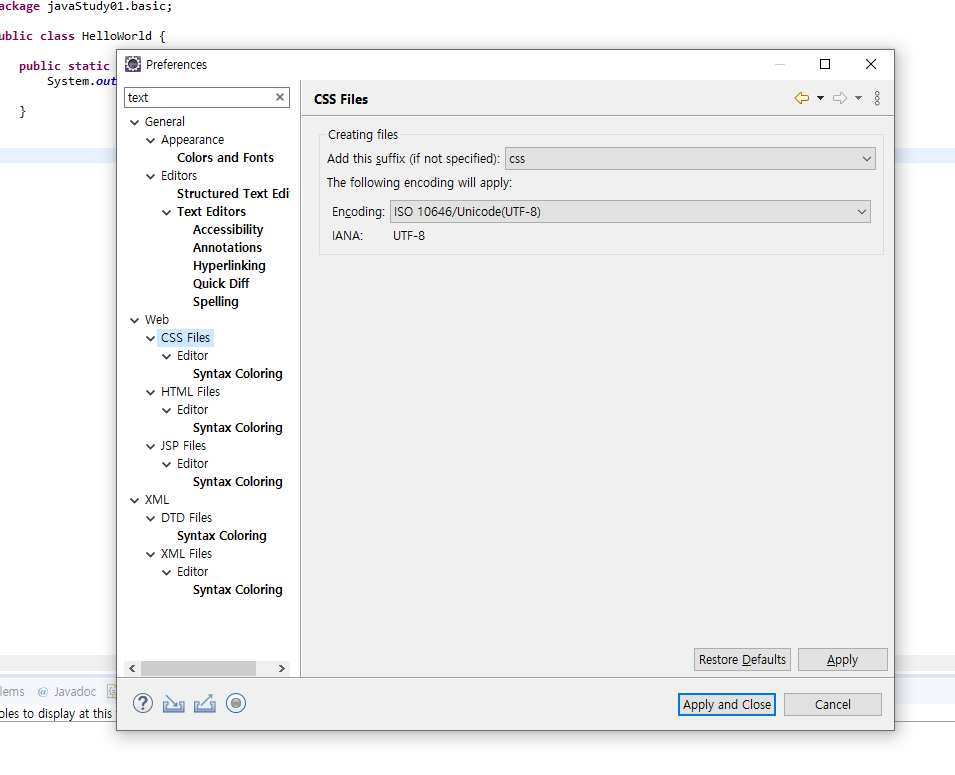 ackage javaStudy01.basic;
ublic class HelloWorld {
public static
System.out
}
Preferences
text
General
Appearance
Colors and Fonts
Editors
Structured Text Edi
Text Editors
Accessibility
Annotations
Hyperlinking
Quick Diff
Spelling
Web
CSS Files
Editor
Syntax Coloring
HTML Files
Editor
Syntax Coloring
JSP Files
Editor
Syntax Coloring
XML
DTD Files
Syntax Coloring
XML Files
Editor
Syntax Coloring
CSS Files
Creating files
Add this suffix (if not specified): css
The following encoding will apply:
Encoding: ISO 10646/Unicode(UTF-8)
IANA: UTF-8
Restore Defaults Apply
Apply and Close Cancel
lems @ Javadoc
oles to display at this